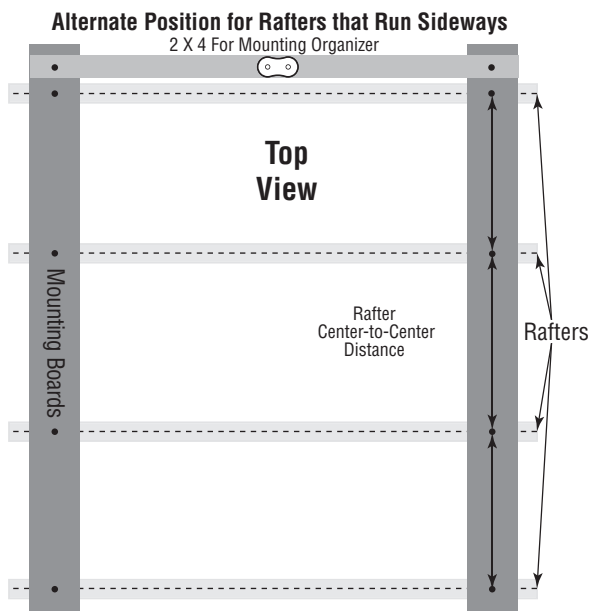 Alternate Position for Rafters that Run Sideways
2 X 4 For Mounting Organizer
Top
View
Mounting Boards
Rafter
Center-to-Center
Distance
Rafters